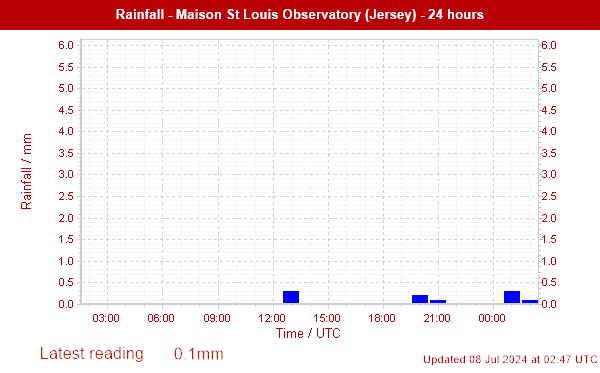 Rainfall - Maison St Louis Observatory (Jersey) - 24 hours
6.0 6.0
5.5 5.5
5.0 5.0
4.5 4.5
4.0 4.0
3.5 3.5
3.0 3.0
2.5 2.5
2.0 2.0
1.5 1.5
1.0 1.0
0.5 0.5
0.0 0.0
Rainfall / mm
03:00 06:00 09:00 12:00 15:00 18:00 21:00 00:00
Time / UTC
Latest reading 0.1mm
Updated 08 Jul 2024 at 02:47 UTC